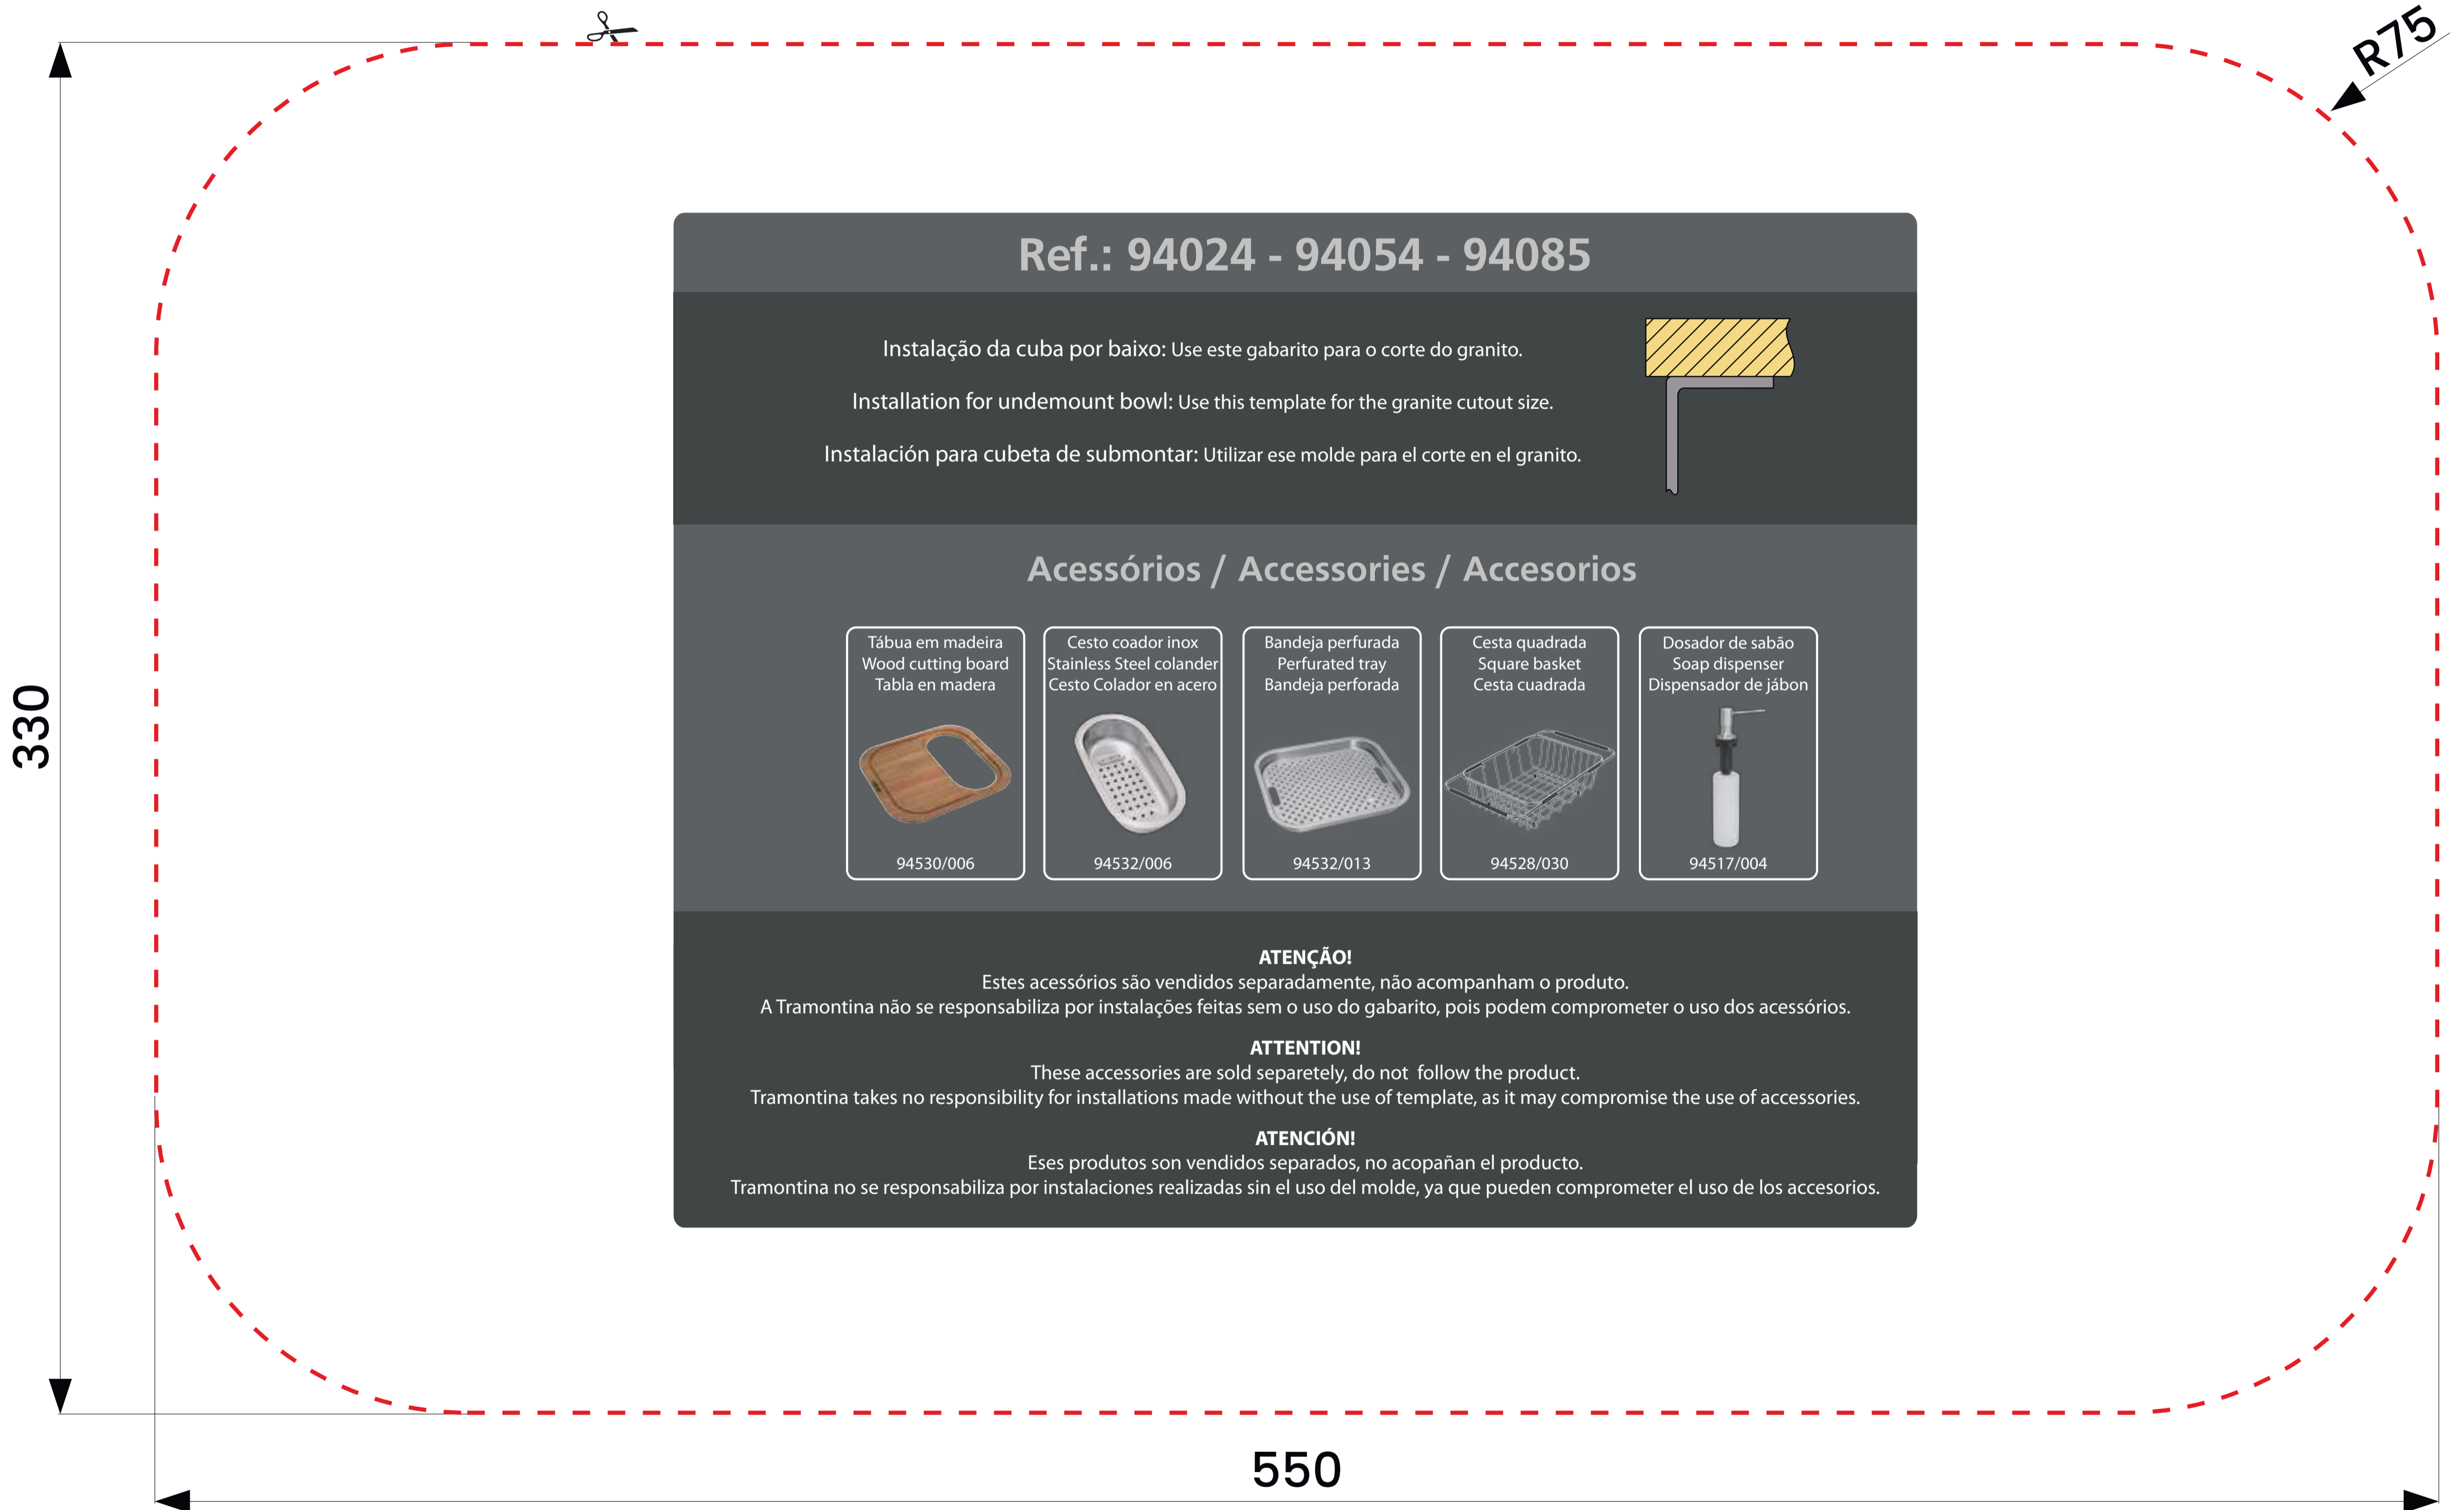 R75
Ref.: 94024 - 94054 - 94085
Instalação da cuba por baixo: Use este gabarito para o corte do granito.
Installation for undemount bowl: Use this template for the granite cutout size.
Instalación para cubeta de submontar: Utilizar ese molde para el corte en el granito.
Acessórios / Accessories / Accesorios
Tábua em madeira
Wood cutting board
Tabla en madera
94530/006
Cesto coador inox
Stainless Steel colander
Cesto Colador en acero
94532/006
Bandeja perfurada
Perfurated tray
Bandeja perforada
94532/013
Cesta quadrada
Square basket
Cesta cuadrada
94528/030
Dosador de sabão
Soap dispenser
Dispensador de jábon
94517/004
330
ATENÇÃO!
Estes acessórios são vendidos separadamente, não acompanham o produto.
A Tramontina não se responsabiliza por instalações feitas sem o uso do gabarito, pois podem comprometer o uso dos acessórios.
ATTENTION!
These accessories are sold separetely, do not  follow the product.
Tramontina takes no responsibility for installations made without the use of template, as it may compromise the use of accessories.
ATENCIÓN!
Eses produtos son vendidos separados, no acopañan el producto.
Tramontina no se responsabiliza por instalaciones realizadas sin el uso del molde, ya que pueden comprometer el uso de los accesorios.
550